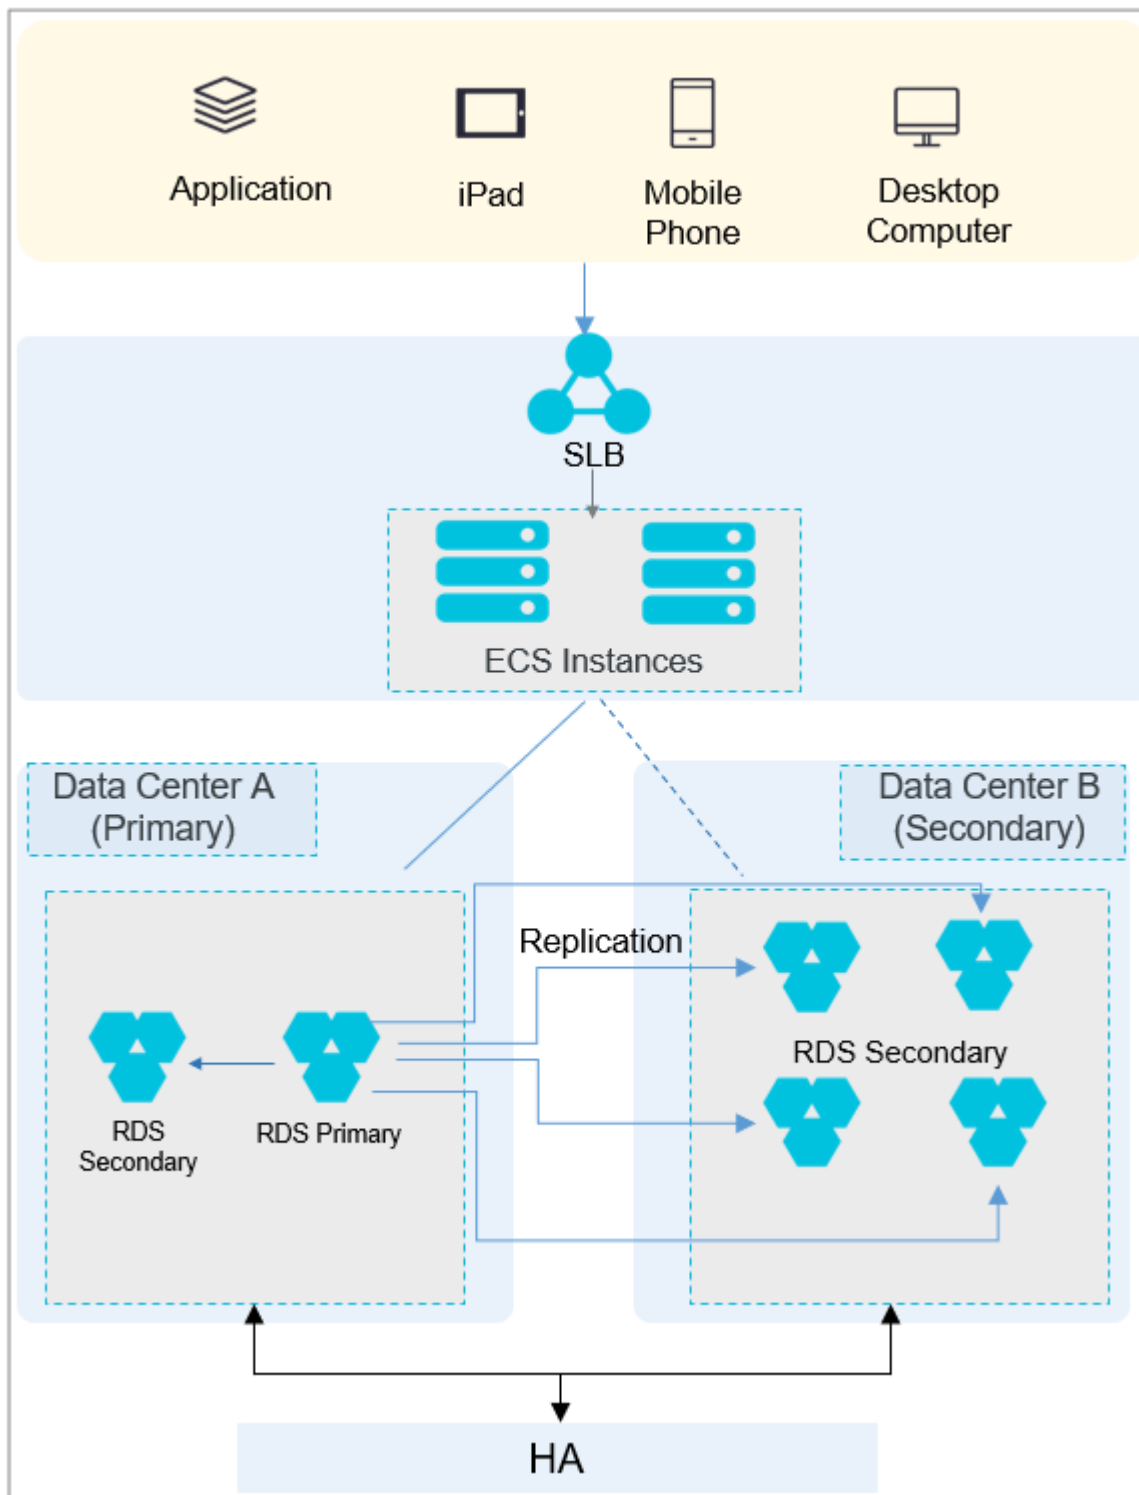 Application
iPad
Mobile
Phone
Desktop
Computer
SLB
ECS Instances
Data Center A
(Primary)
Data Center B
(Secondary)
Replication
RDS Secondary
RDS
Secondary
RDS Primary
HA